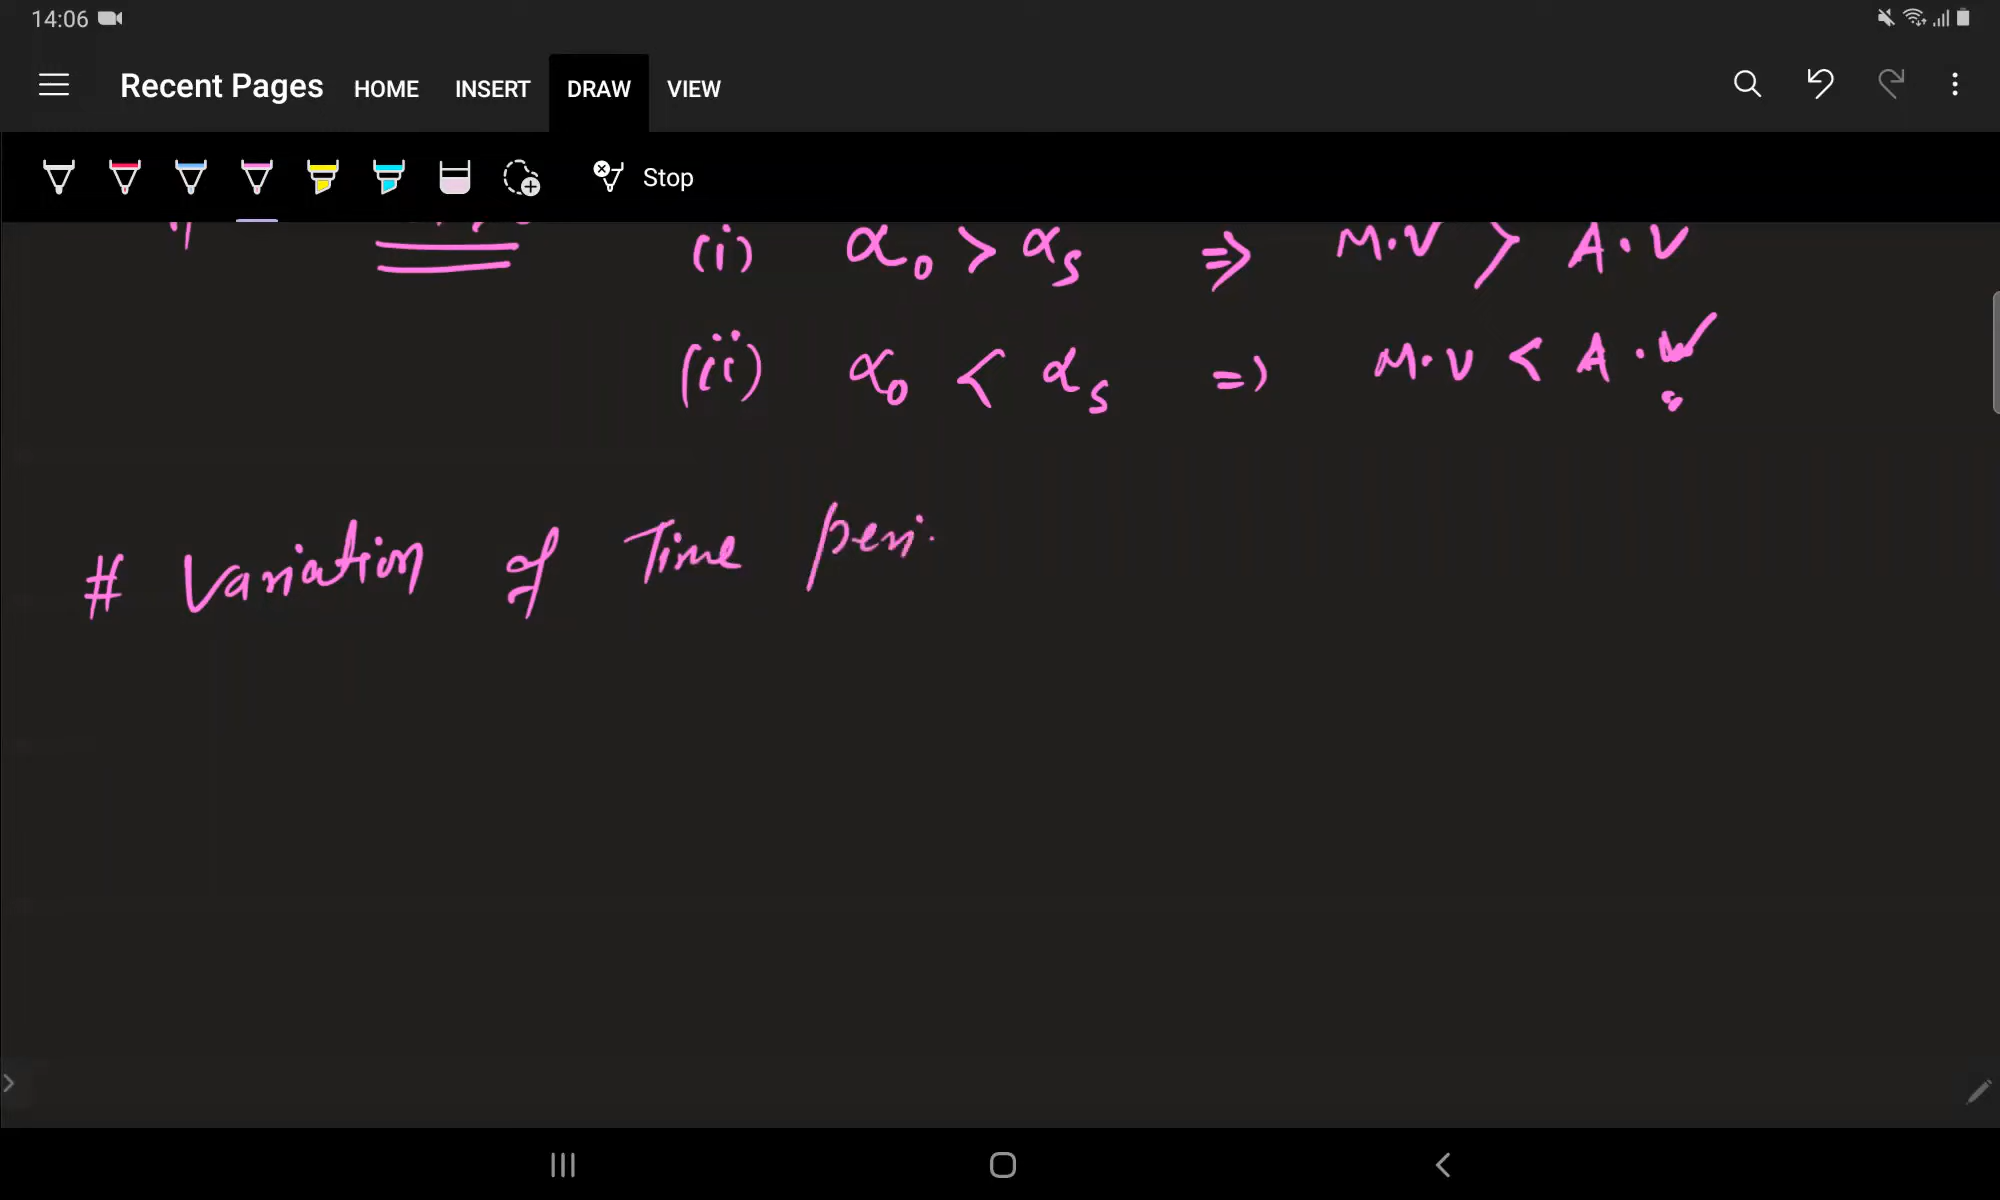 14:06
Recent Pages HOME INSERT DRAW VIEW
Stop
(i) α₀ > αₛ ⇒ M.V > A.V
(ii) α₀ < αₛ => M.V < A.V
# Variation of Time peri.